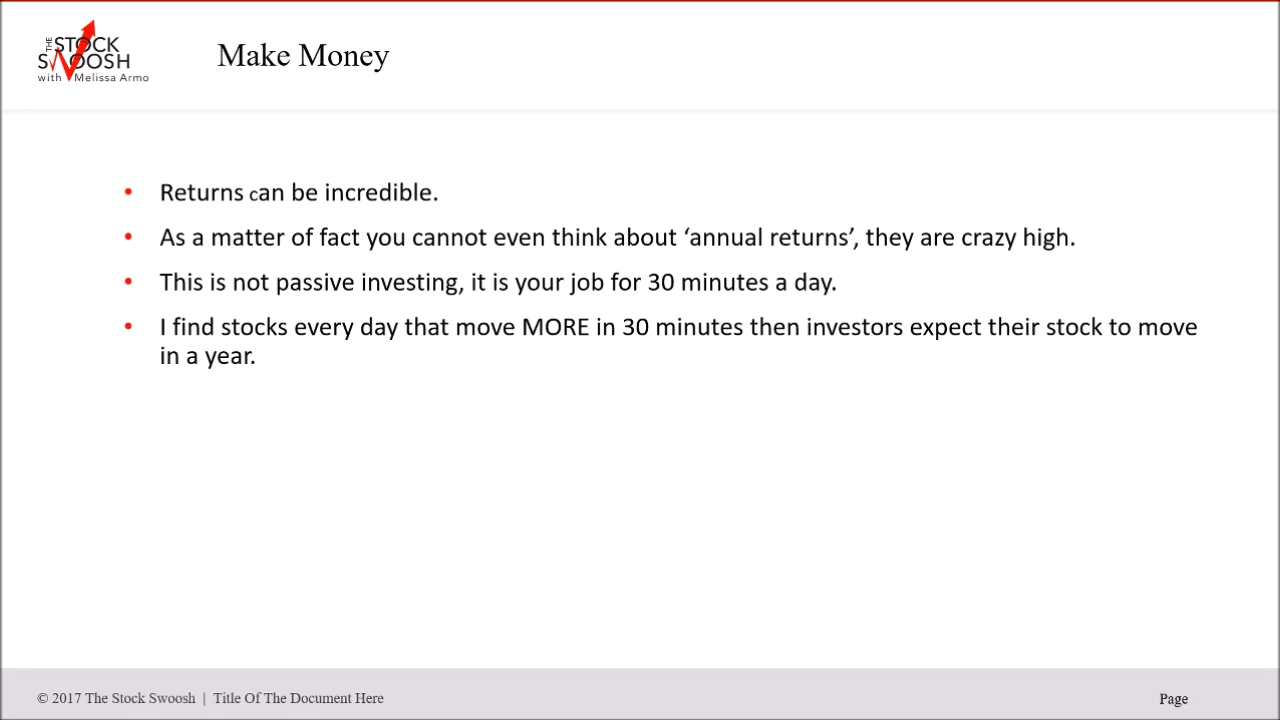 THE STOCK
SWOOSH
with Melissa Armo
Make Money
• Returns can be incredible.
• As a matter of fact you cannot even think about ‘annual returns’, they are crazy high.
• This is not passive investing, it is your job for 30 minutes a day.
• I find stocks every day that move MORE in 30 minutes then investors expect their stock to move
in a year.
© 2017 The Stock Swoosh | Title Of The Document Here
Page